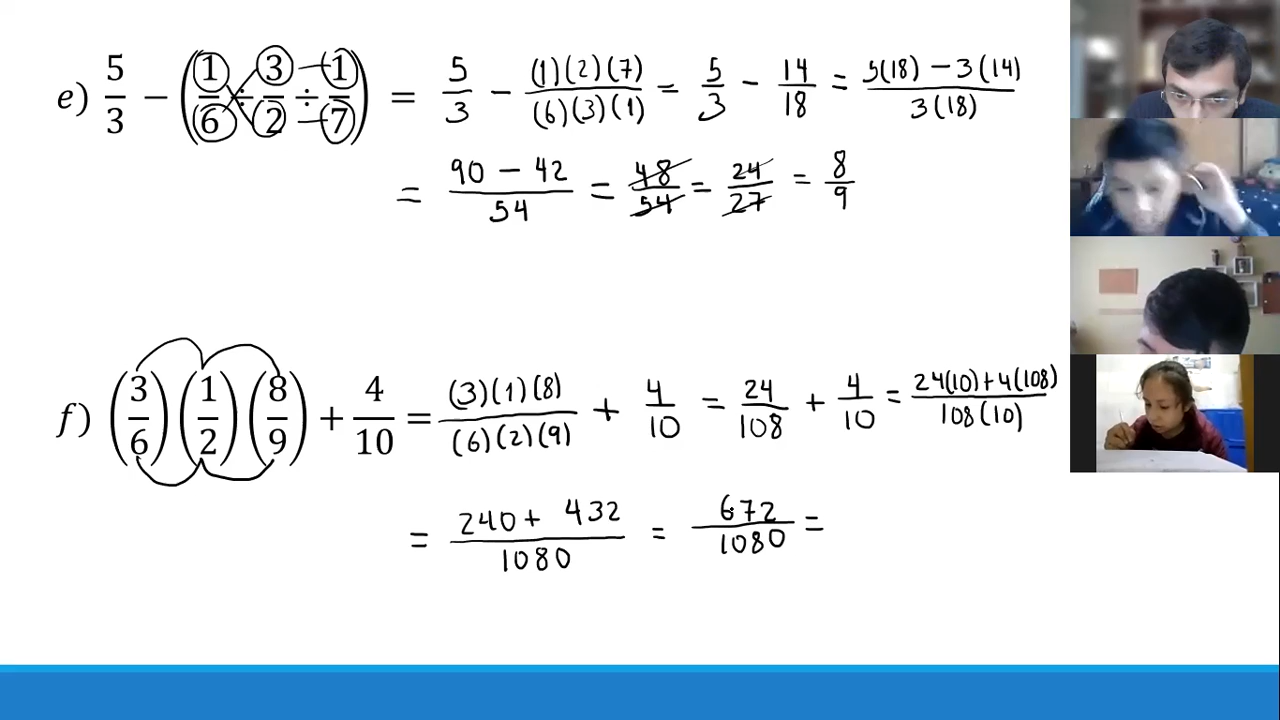 e) 5/3 − (1/6 ÷ 3/2 ÷ 1/7) = 5/3 − (1)(2)(7)/(6)(3)(1) = 5/3 − 14/18 = 5(18) − 3(14)/3(18)
= 90 − 42/54 = 48/54 = 24/27 = 8/9
f) (3/6)(1/2)(8/9) + 4/10 = (3)(1)(8)/(6)(2)(9) + 4/10 = 24/108 + 4/10 = 24(10)+4(108)/108(10)
= 240 + 432/1080 = 672/1080 =